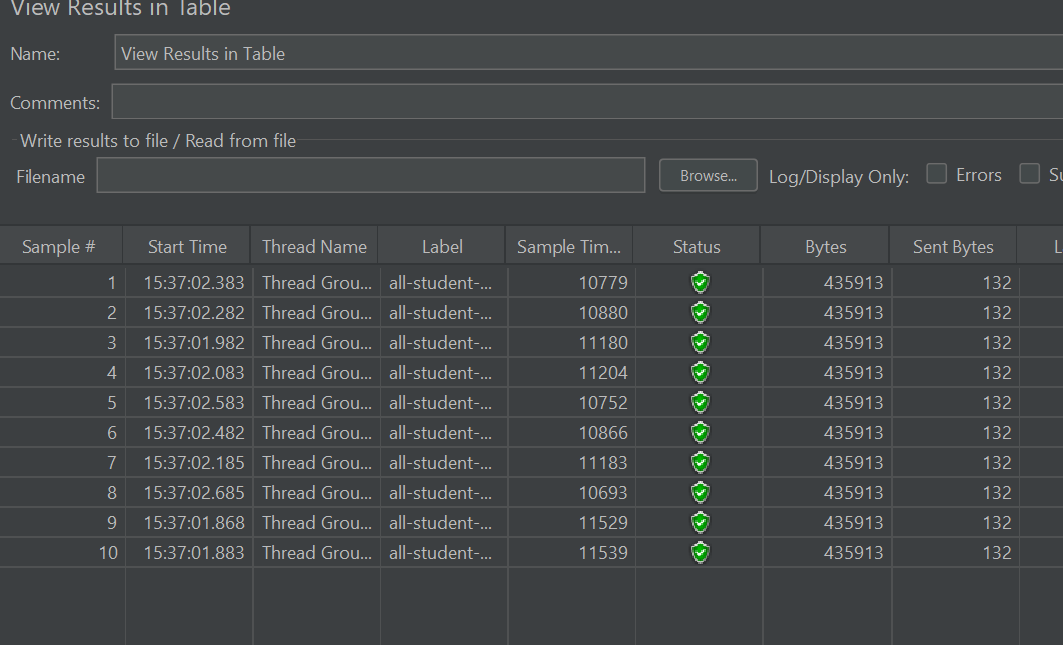 View Results in Table
Name: View Results in Table
Comments:
Write results to file / Read from file
Filename Browse... Log/Display Only: Errors Su
Sample # Start Time Thread Name Label Sample Tim... Status Bytes Sent Bytes L
1 15:37:02.383 Thread Grou... all-student-... 10779 435913 132
2 15:37:02.282 Thread Grou... all-student-... 10880 435913 132
3 15:37:01.982 Thread Grou... all-student-... 11180 435913 132
4 15:37:02.083 Thread Grou... all-student-... 11204 435913 132
5 15:37:02.583 Thread Grou... all-student-... 10752 435913 132
6 15:37:02.482 Thread Grou... all-student-... 10866 435913 132
7 15:37:02.185 Thread Grou... all-student-... 11183 435913 132
8 15:37:02.685 Thread Grou... all-student-... 10693 435913 132
9 15:37:01.868 Thread Grou... all-student-... 11529 435913 132
10 15:37:01.883 Thread Grou... all-student-... 11539 435913 132